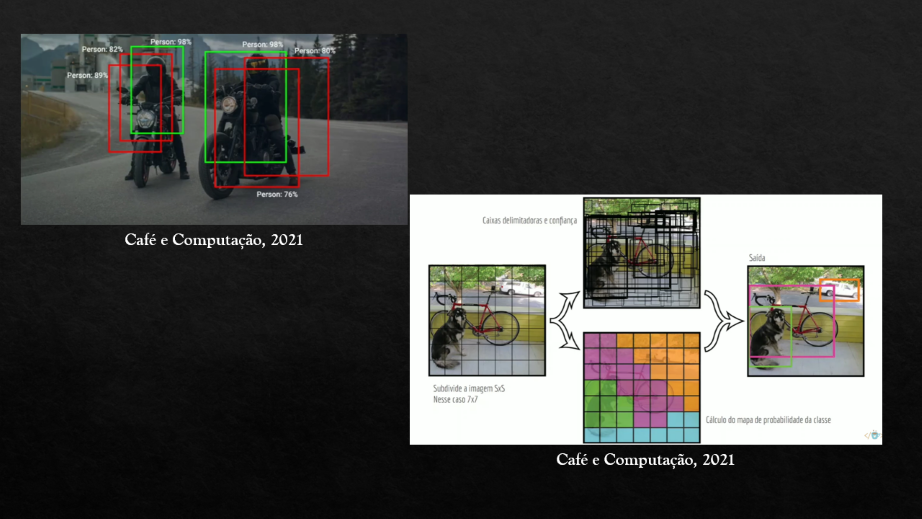 Person: 82%
Person: 98%
Person: 98%
Person: 80%
Person: 89%
Person: 76%
Café e Computação, 2021
Caixas delimitadoras e confiança
Saída
Subdivide a imagem SxS
Nesse caso 7x7
Cálculo do mapa de probabilidade da classe
Café e Computação, 2021